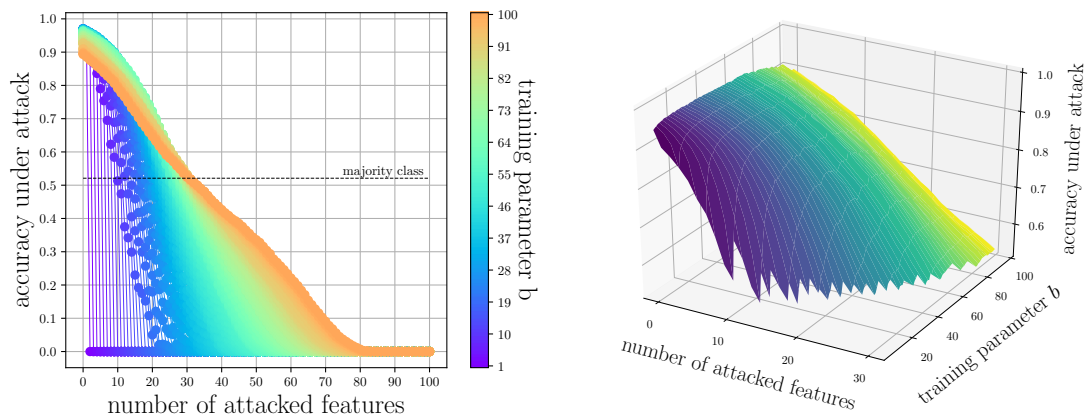 accuracy under attack
1.0
0.9
0.8
0.7
0.6
0.5
0.4
0.3
0.2
0.1
0.0
majority class
0 10 20 30 40 50 60 70 80 90 100
number of attacked features
100
91
82
73
64
55
46
37
28
19
10
1
training parameter b
1.0
0.9
0.8
0.7
0.6
accuracy under attack
0 10 20 30
number of attacked features
20 40 60 80 100
training parameter b